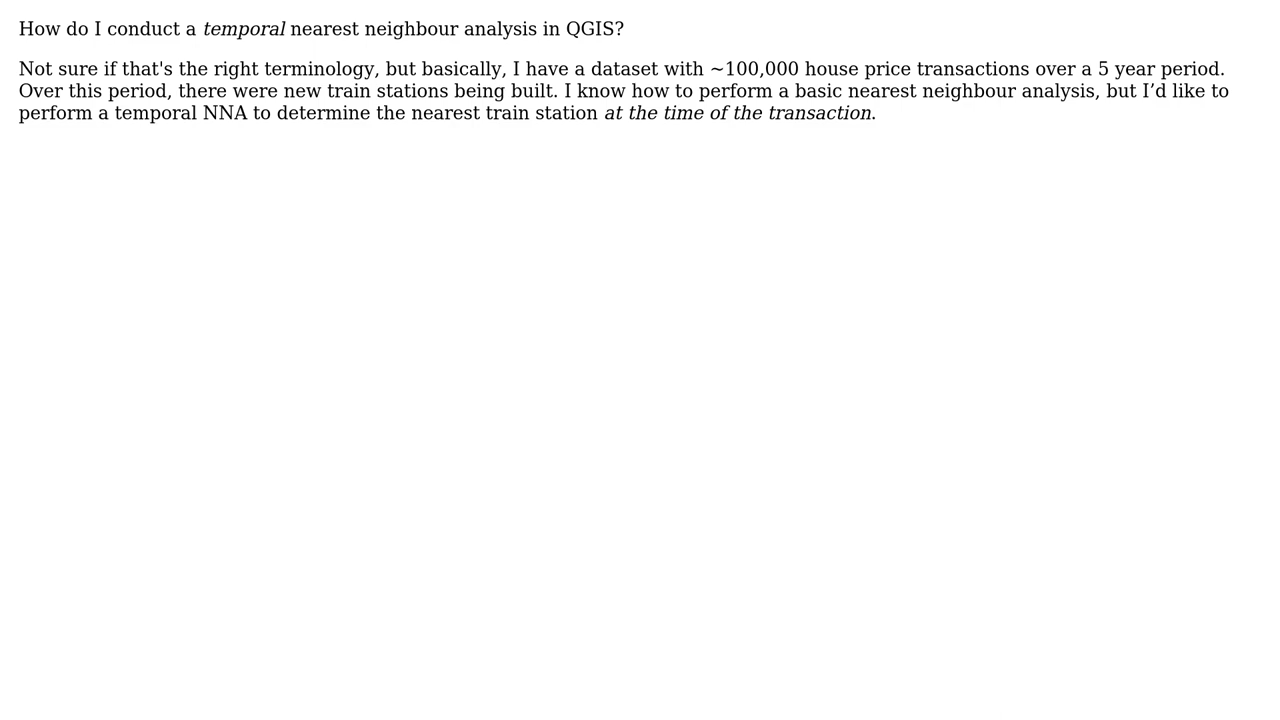 How do I conduct a temporal nearest neighbour analysis in QGIS?
Not sure if that's the right terminology, but basically, I have a dataset with ~100,000 house price transactions over a 5 year period.
Over this period, there were new train stations being built. I know how to perform a basic nearest neighbour analysis, but I’d like to
perform a temporal NNA to determine the nearest train station at the time of the transaction.